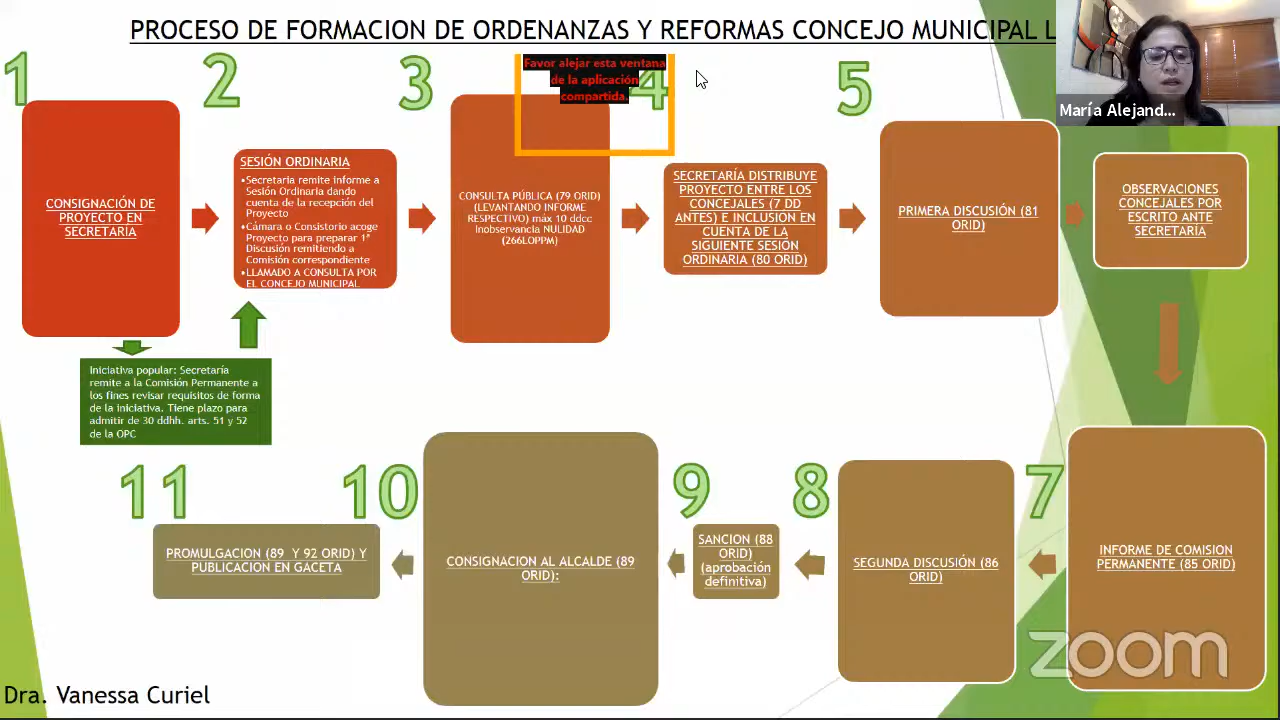 PROCESO DE FORMACION DE ORDENANZAS Y REFORMAS CONCEJO MUNICIPAL L
María Alejand...
1
2
3
4
5
Favor alejar esta ventana
de la aplicación
compartida.
CONSIGNACIÓN DE
PROYECTO EN
SECRETARÍA
SESIÓN ORDINARIA
•Secretaria remite informe a
Sesión Ordinaria dando
cuenta de la recepción del
Proyecto
•Cámara o Consistorio acoge
Proyecto para preparar 1ª
Discusión remitiendo a
Comisión correspondiente
•LLAMADO A CONSULTA POR
EL CONCEJO MUNICIPAL
CONSULTA PÚBLICA (79 ORID)
(LEVANTANDO INFORME
RESPECTIVO) máx 10 ddcc
Inobservancia NULIDAD
(266LOPPM)
SECRETARÍA DISTRIBUYE
PROYECTO ENTRE LOS
CONCEJALES (7 DD
ANTES) E INCLUSIÓN EN
CUENTA DE LA
SIGUIENTE SESIÓN
ORDINARIA (80 ORID)
PRIMERA DISCUSIÓN (81
ORID)
OBSERVACIONES
CONCEJALES POR
ESCRITO ANTE
SECRETARÍA
Iniciativa popular: Secretaría
remite a la Comisión Permanente a
los fines revisar requisitos de forma
de la iniciativa. Tiene plazo para
admitir de 30 ddhh. arts. 51 y 52
de la OPC
11
10
9
8
7
PROMULGACION (89 Y 92 ORID) Y
PUBLICACION EN GACETA
CONSIGNACION AL ALCALDE (89
ORID):
SANCION (88
ORID)
(aprobación
definitiva)
SEGUNDA DISCUSIÓN (86
ORID)
INFORME DE COMISION
PERMANENTE (85 ORID)
zoom
Dra. Vanessa Curiel